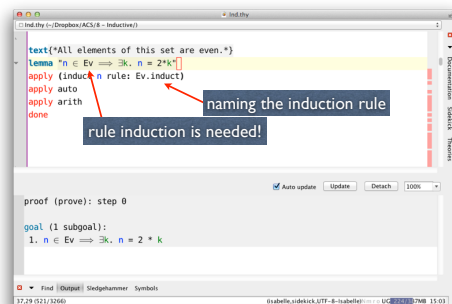 Ind.thy
Ind.thy (~/Dropbox/ACS/8 - Inductive/)
text{*All elements of this set are even.*}
lemma "n ∈ Ev ⟹ ∃k. n = 2*k"
apply (induct n rule: Ev.induct)
apply auto
apply arith
done
naming the induction rule
rule induction is needed!
Documentation
Sidekick
Theories
Auto update
Update
Detach
100%
proof (prove): step 0
goal (1 subgoal):
1. n ∈ Ev ⟹ ∃k. n = 2 * k
Find
Output
Sledgehammer
Symbols
37,29 (521/3266)
(isabelle,sidekick,UTF-8-Isabelle)
15:03